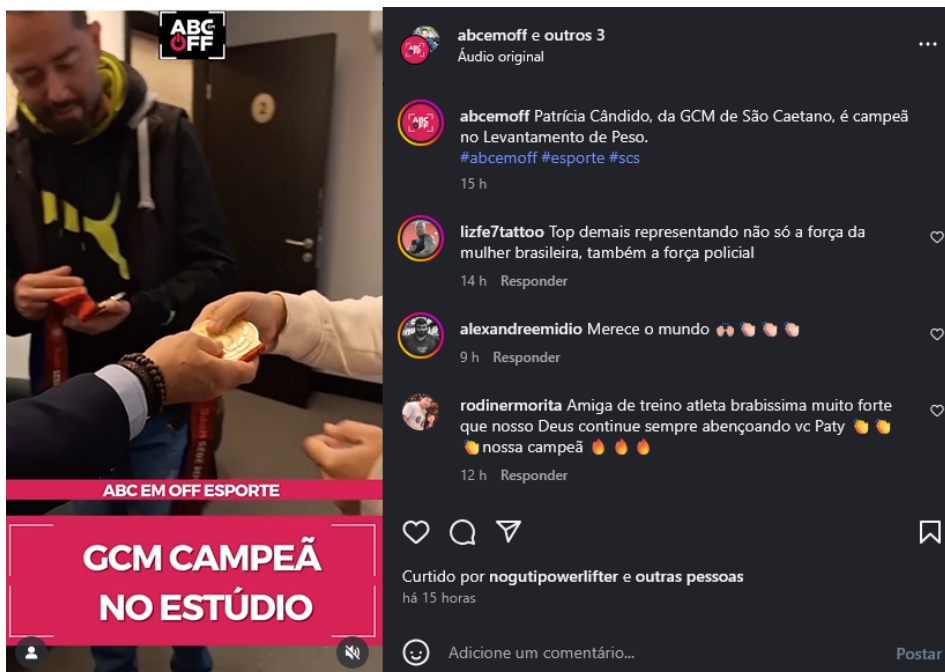 ABC EM
OFF
2
ABC EM OFF ESPORTE
GCM CAMPEÃ
NO ESTÚDIO
abcemoff e outros 3
Áudio original
abcemoff Patrícia Cândido, da GCM de São Caetano, é campeã
no Levantamento de Peso.
#abcemoff #esporte #scs
15 h
lizfe7tattoo Top demais representando não só a força da
mulher brasileira, também a força policial
14 h Responder
alexandreemidio Merece o mundo 🙌🏻 👏🏻 👏🏻 👏🏻
9 h Responder
rodinermorita Amiga de treino atleta brabissima muito forte
que nosso Deus continue sempre abençoando vc Paty 👏 👏
👏 nossa campeã 🔥 🔥 🔥
12 h Responder
Curtido por nogutipowerlifter e outras pessoas
há 15 horas
Adicione um comentário...
Postar